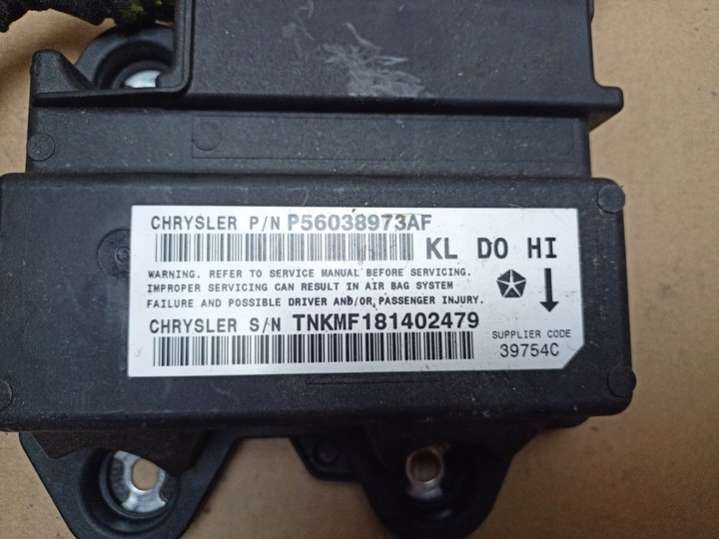 CHRYSLER P/N P56038973AF
KL DO HI
WARNING. REFER TO SERVICE MANUAL BEFORE SERVICING.
IMPROPER SERVICING CAN RESULT IN AIR BAG SYSTEM
FAILURE AND POSSIBLE DRIVER AND/OR PASSENGER INJURY.
CHRYSLER S/N TNKMF181402479
SUPPLIER CODE
39754C